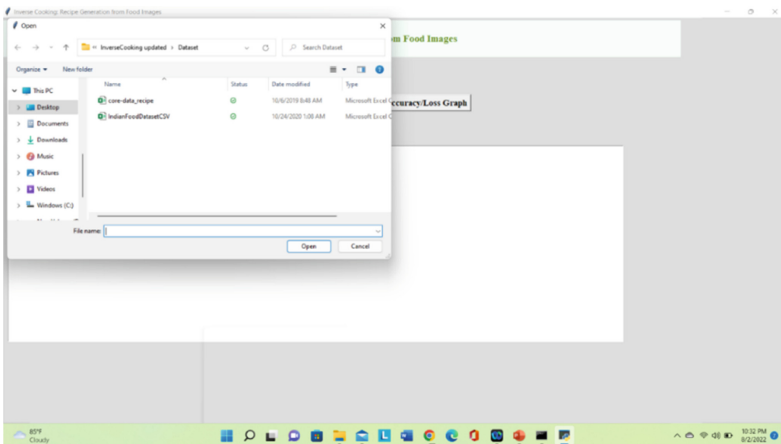 Inverse Cooking: Recipe Generation from Food Images
Open
om Food Images
InverseCooking updated > Dataset
Search Dataset
Organize
New folder
Name Status Date modified Type
This PC
Desktop
Documents
Downloads
Music
Pictures
Videos
Windows (C:)
core-data_recipe 10/6/2019 8:48 AM Microsoft Excel C
IndianFoodDatasetCSV 10/24/2020 1:08 AM Microsoft Excel C
ccuracy/Loss Graph
File name:
Open Cancel
85°F
Cloudy
10:32 PM
8/2/2022